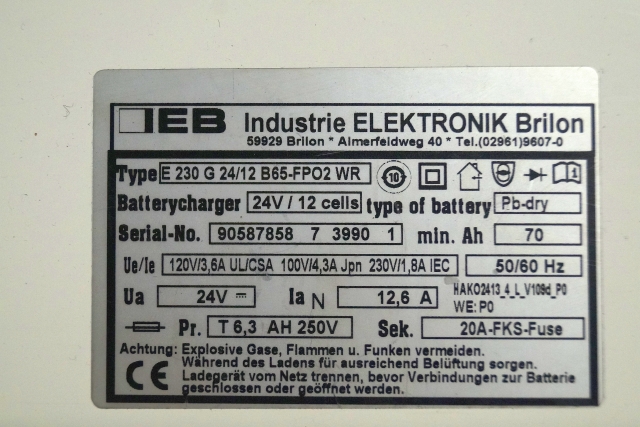 IEB Industrie ELEKTRONIK Brilon
59929 Brilon * Almerfeldweg 40 * Tel.(02961)9607-0
Type E 230 G 24/12 B65-FPO2 WR 10
Batterycharger 24V / 12 cells type of battery Pb-dry
Serial-No. 90587858 7 3990 1 min. Ah 70
Ue/Ie 120V/3,6A UL/CSA 100V/4,3A Jpn 230V/1,8A IEC 50/60 Hz
Ua 24V Ia N 12,6 A HAKO2413_4_L_V109d_P0
WE: P0
Pr. T 6,3 AH 250V Sek. 20A-FKS-Fuse
Achtung: Explosive Gase, Flammen u. Funken vermeiden.
Während des Ladens für ausreichend Belüftung sorgen.
CE Ladegerät vom Netz trennen, bevor Verbindungen zur Batterie
geschlossen oder geöffnet werden